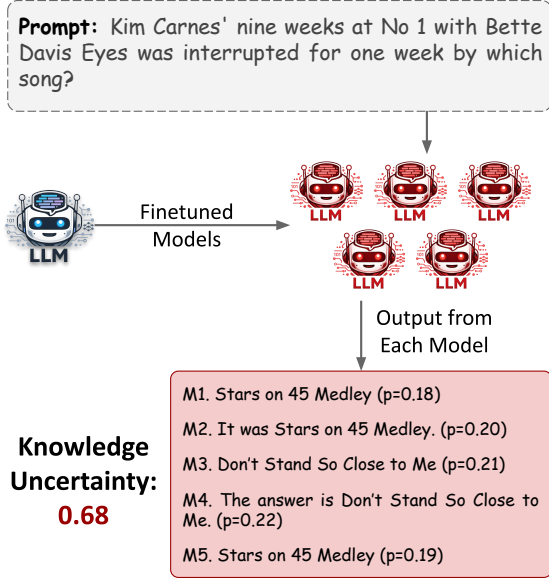 Prompt: Kim Carnes' nine weeks at No 1 with Bette
Davis Eyes was interrupted for one week by which
song?
LLM
LLM
LLM
Finetuned
Models
LLM
LLM
LLM
Output from
Each Model
Knowledge
Uncertainty:
0.68
M1. Stars on 45 Medley (p=0.18)
M2. It was Stars on 45 Medley. (p=0.20)
M3. Don't Stand So Close to Me (p=0.21)
M4. The answer is Don't Stand So Close to
Me. (p=0.22)
M5. Stars on 45 Medley (p=0.19)